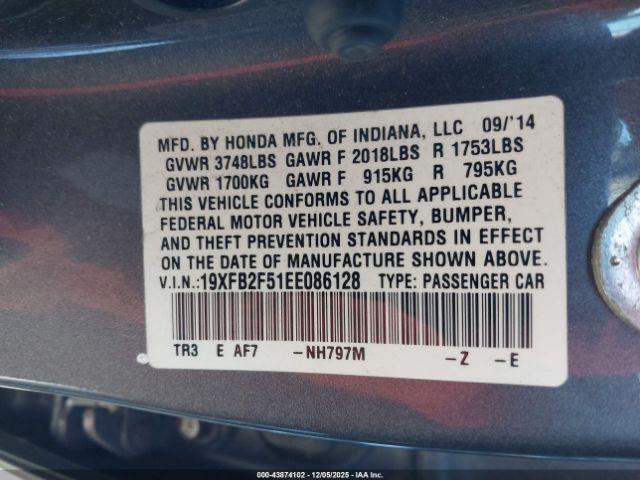 MFD. BY HONDA MFG. OF INDIANA, LLC 09/'14
GVWR 3748LBS GAWR F 2018LBS R 1753LBS
GVWR 1700KG GAWR F 915KG R 795KG
THIS VEHICLE CONFORMS TO ALL APPLICABLE
FEDERAL MOTOR VEHICLE SAFETY, BUMPER,
AND THEFT PREVENTION STANDARDS IN EFFECT
ON THE DATE OF MANUFACTURE SHOWN ABOVE.
V.I.N.:19XFB2F51EE086128 TYPE: PASSENGER CAR
TR3 E AF7 -NH797M -Z -E
000-43874102 - 12/05/2025 - IAA Inc.